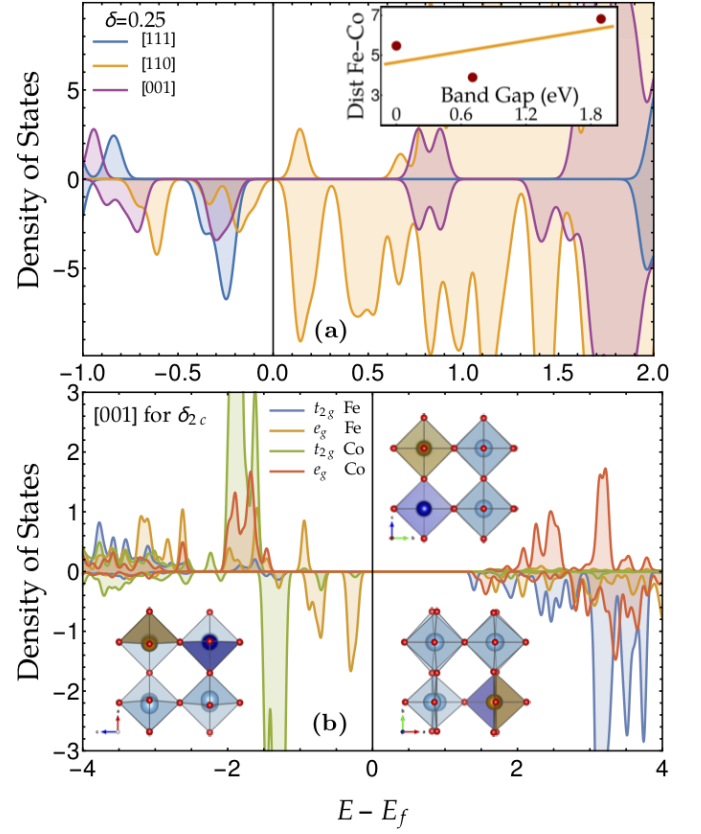 δ=0.25
[111]
[110]
[001]
Density of States
5
0
−5
Dist Fe–Co
7
5
3
Band Gap (eV)
0 0.6 1.2 1.8
(a)
−1.0 −0.5 0.0 0.5 1.0 1.5 2.0
[001] for δ2c
t2g Fe
eg Fe
t2g Co
eg Co
Density of States
3
2
1
0
−1
−2
−3
(b)
−4 −2 0 2 4
E − Ef